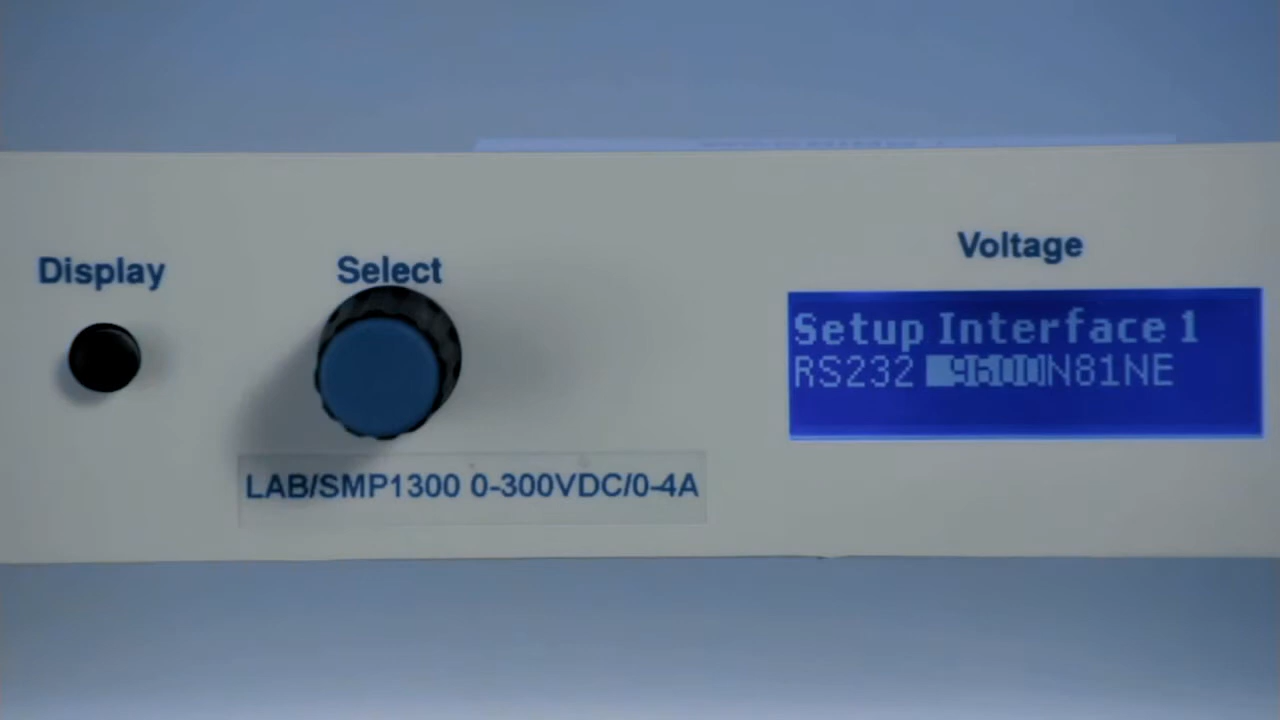 Display
Select
Voltage
Setup Interface 1
RS232 9600N81NE
LAB/SMP1300 0-300VDC/0-4A